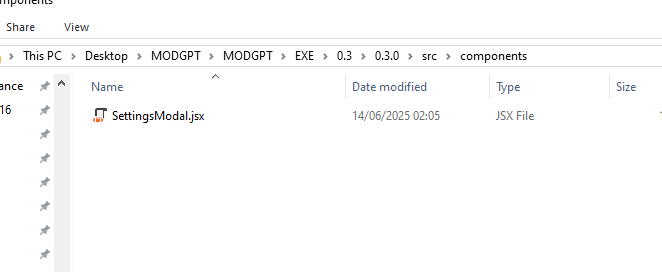 omponents
Share View
This PC > Desktop > MODGPT > MODGPT > EXE > 0.3 > 0.3.0 > src > components
ance
Name Date modified Type Size
16
SettingsModal.jsx 14/06/2025 02:05 JSX File